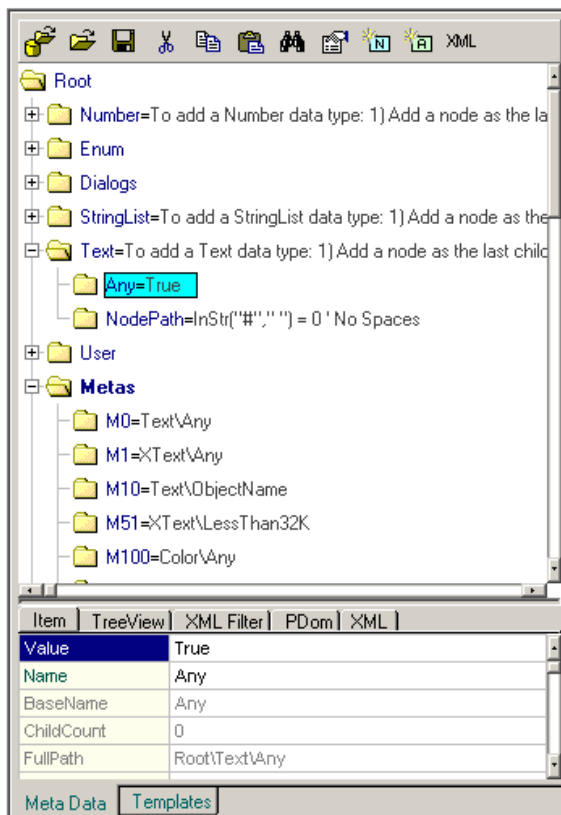 N A XML
Root
Number=To add a Number data type: 1) Add a node as the la
Enum
Dialogs
StringList=To add a StringList data type: 1) Add a node as the
Text=To add a Text data type: 1) Add a node as the last child
Any=True
NodePath=InStr("#"," ") = 0 ' No Spaces
User
Metas
M0=Text\Any
M1=XText\Any
M10=Text\ObjectName
M51=XText\LessThan32K
M100=Color\Any
Item TreeView XML Filter PDom XML
Value True
Name Any
BaseName Any
ChildCount 0
FullPath Root\Text\Any
Meta Data Templates